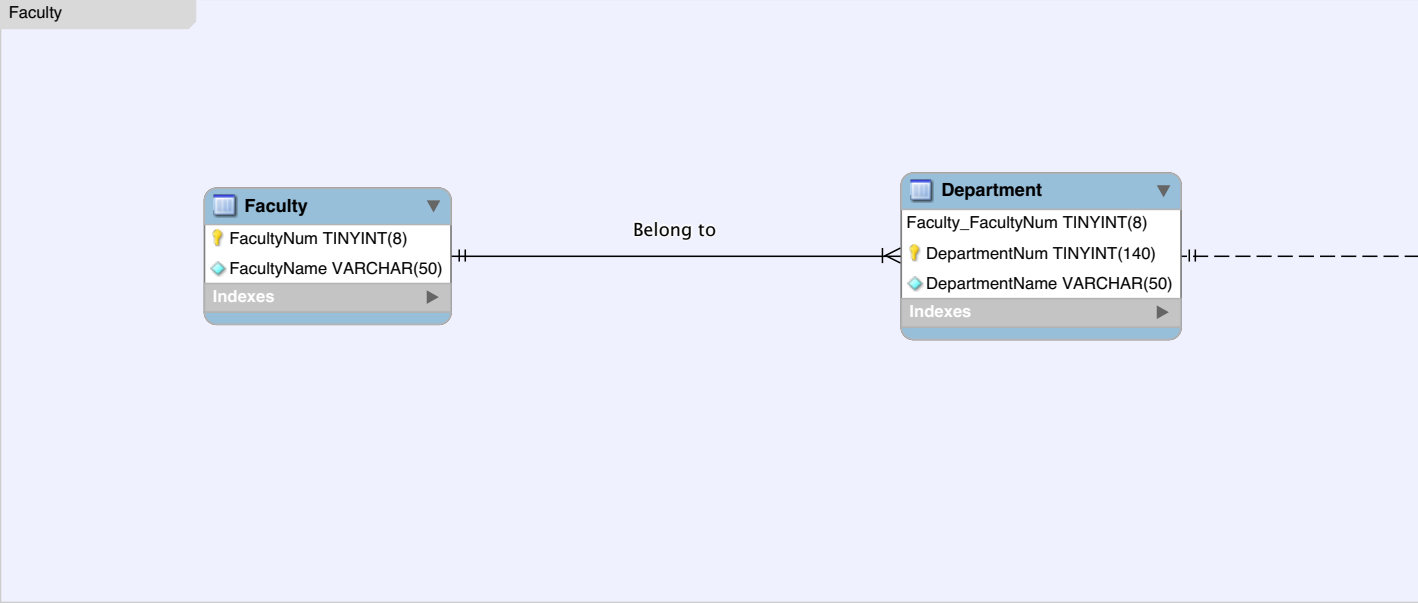 Faculty
Faculty
FacultyNum TINYINT(8)
FacultyName VARCHAR(50)
Indexes
Belong to
Department
Faculty_FacultyNum TINYINT(8)
DepartmentNum TINYINT(140)
DepartmentName VARCHAR(50)
Indexes